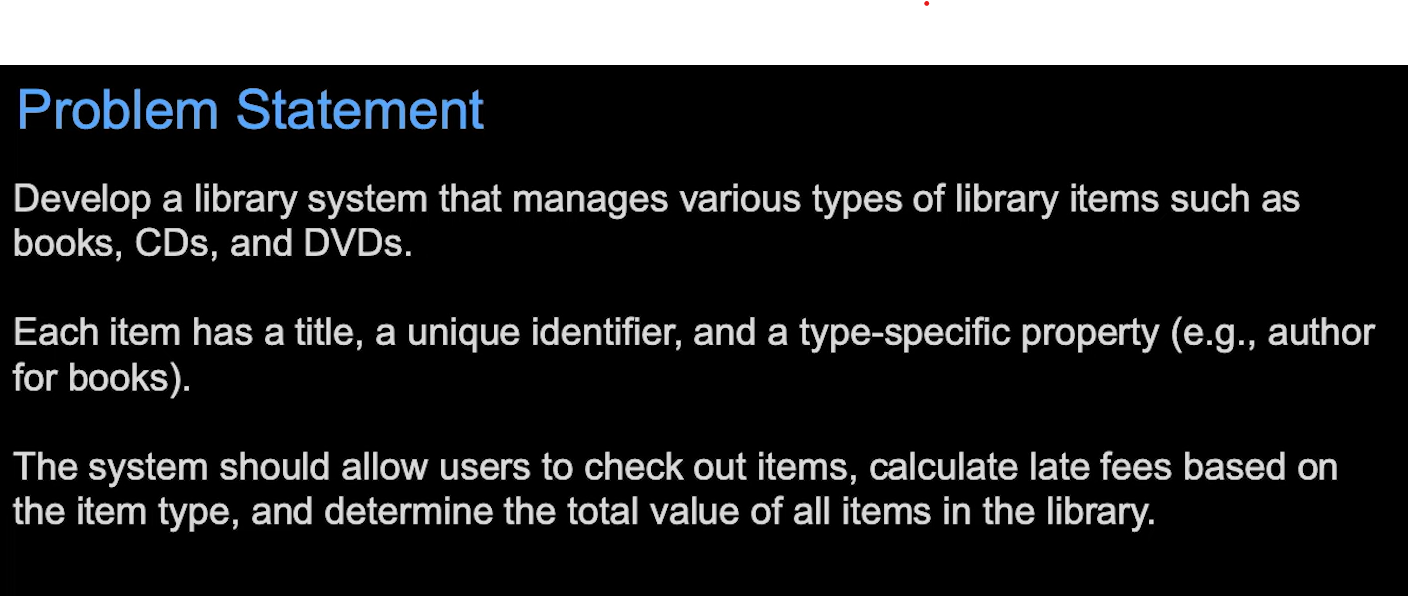 Problem Statement
Develop a library system that manages various types of library items such as
books, CDs, and DVDs.
Each item has a title, a unique identifier, and a type-specific property (e.g., author
for books).
The system should allow users to check out items, calculate late fees based on
the item type, and determine the total value of all items in the library.